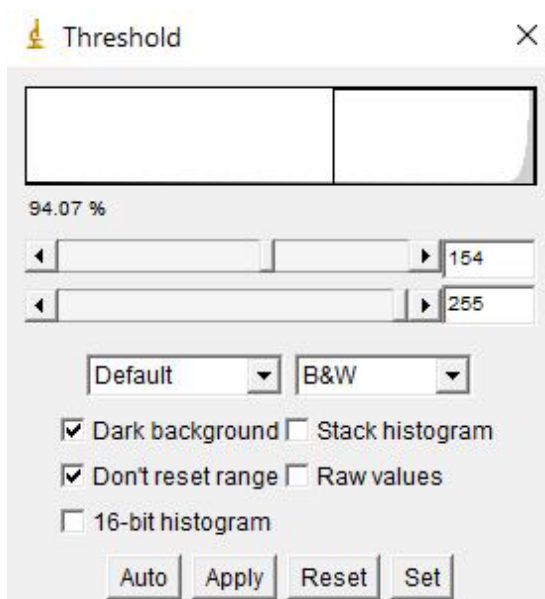 Threshold
94.07 %
154
255
Default B&W
Dark background Stack histogram
Don't reset range Raw values
16-bit histogram
Auto Apply Reset Set